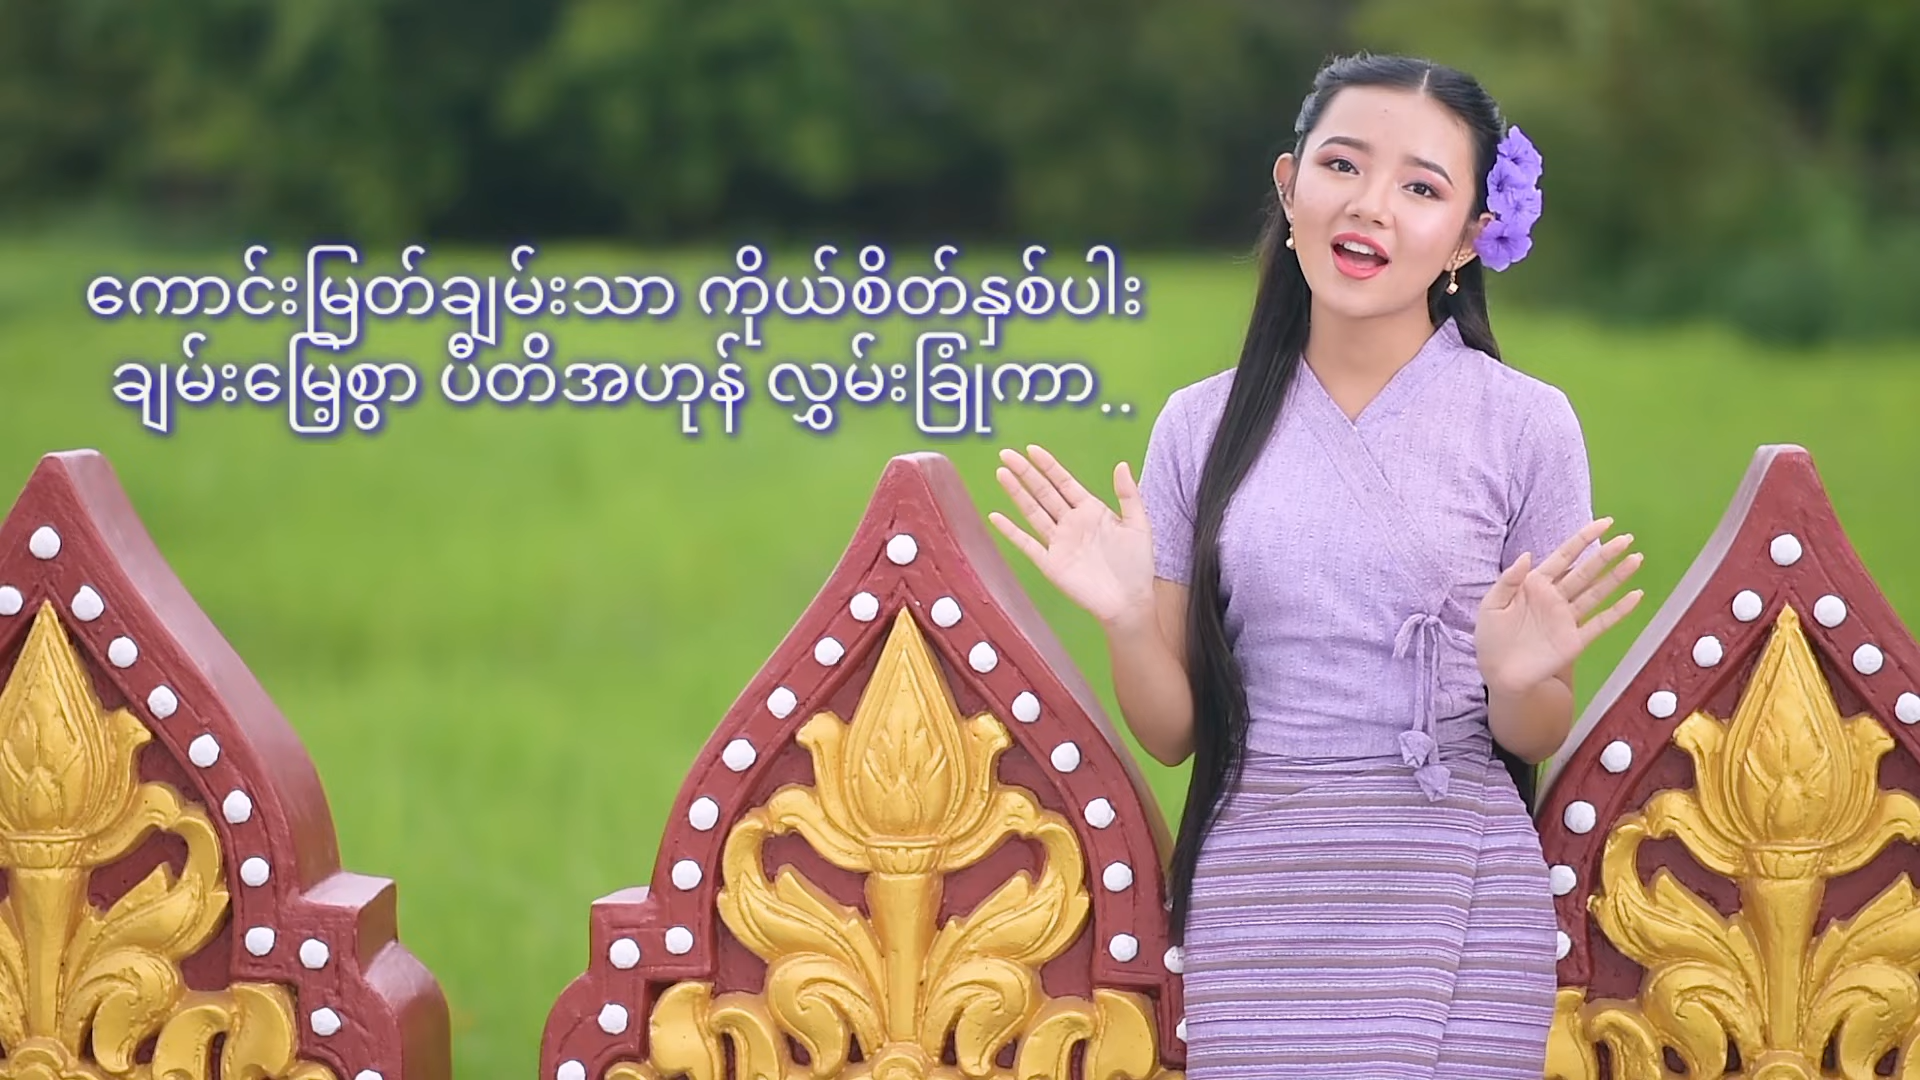 ကောင်းမြတ်ချမ်းသာ ကိုယ်စိတ်နှစ်ပါး
ချမ်းမြေ့စွာ ပီတိအဟုန် လွှမ်းခြုံကာ..